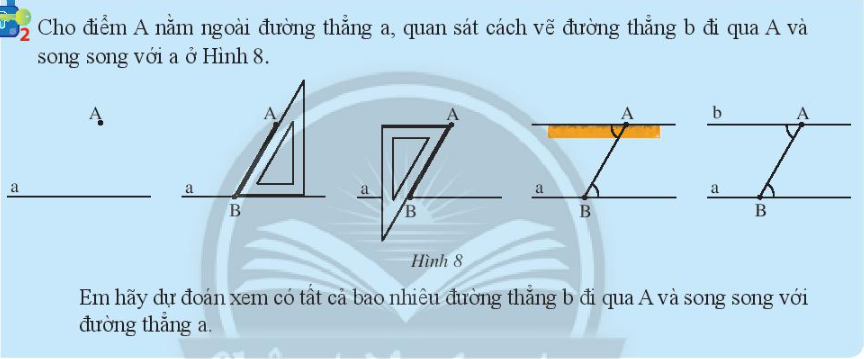 2
Cho điểm A nằm ngoài đường thẳng a, quan sát cách vẽ đường thẳng b đi qua A và
song song với a ở Hình 8.
A A A A b A
a a B a B a B a B
Hình 8
Em hãy dự đoán xem có tất cả bao nhiêu đường thẳng b đi qua A và song song với
đường thẳng a.